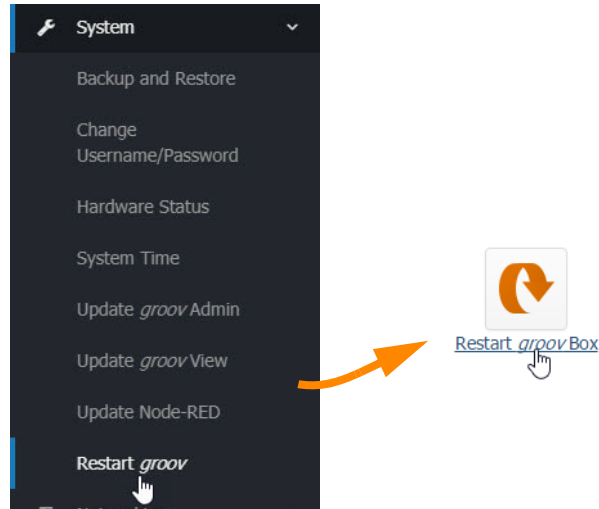 System
Backup and Restore
Change
Username/Password
Hardware Status
System Time
Update groov Admin
Update groov View
Update Node-RED
Restart groov
Restart groov Box